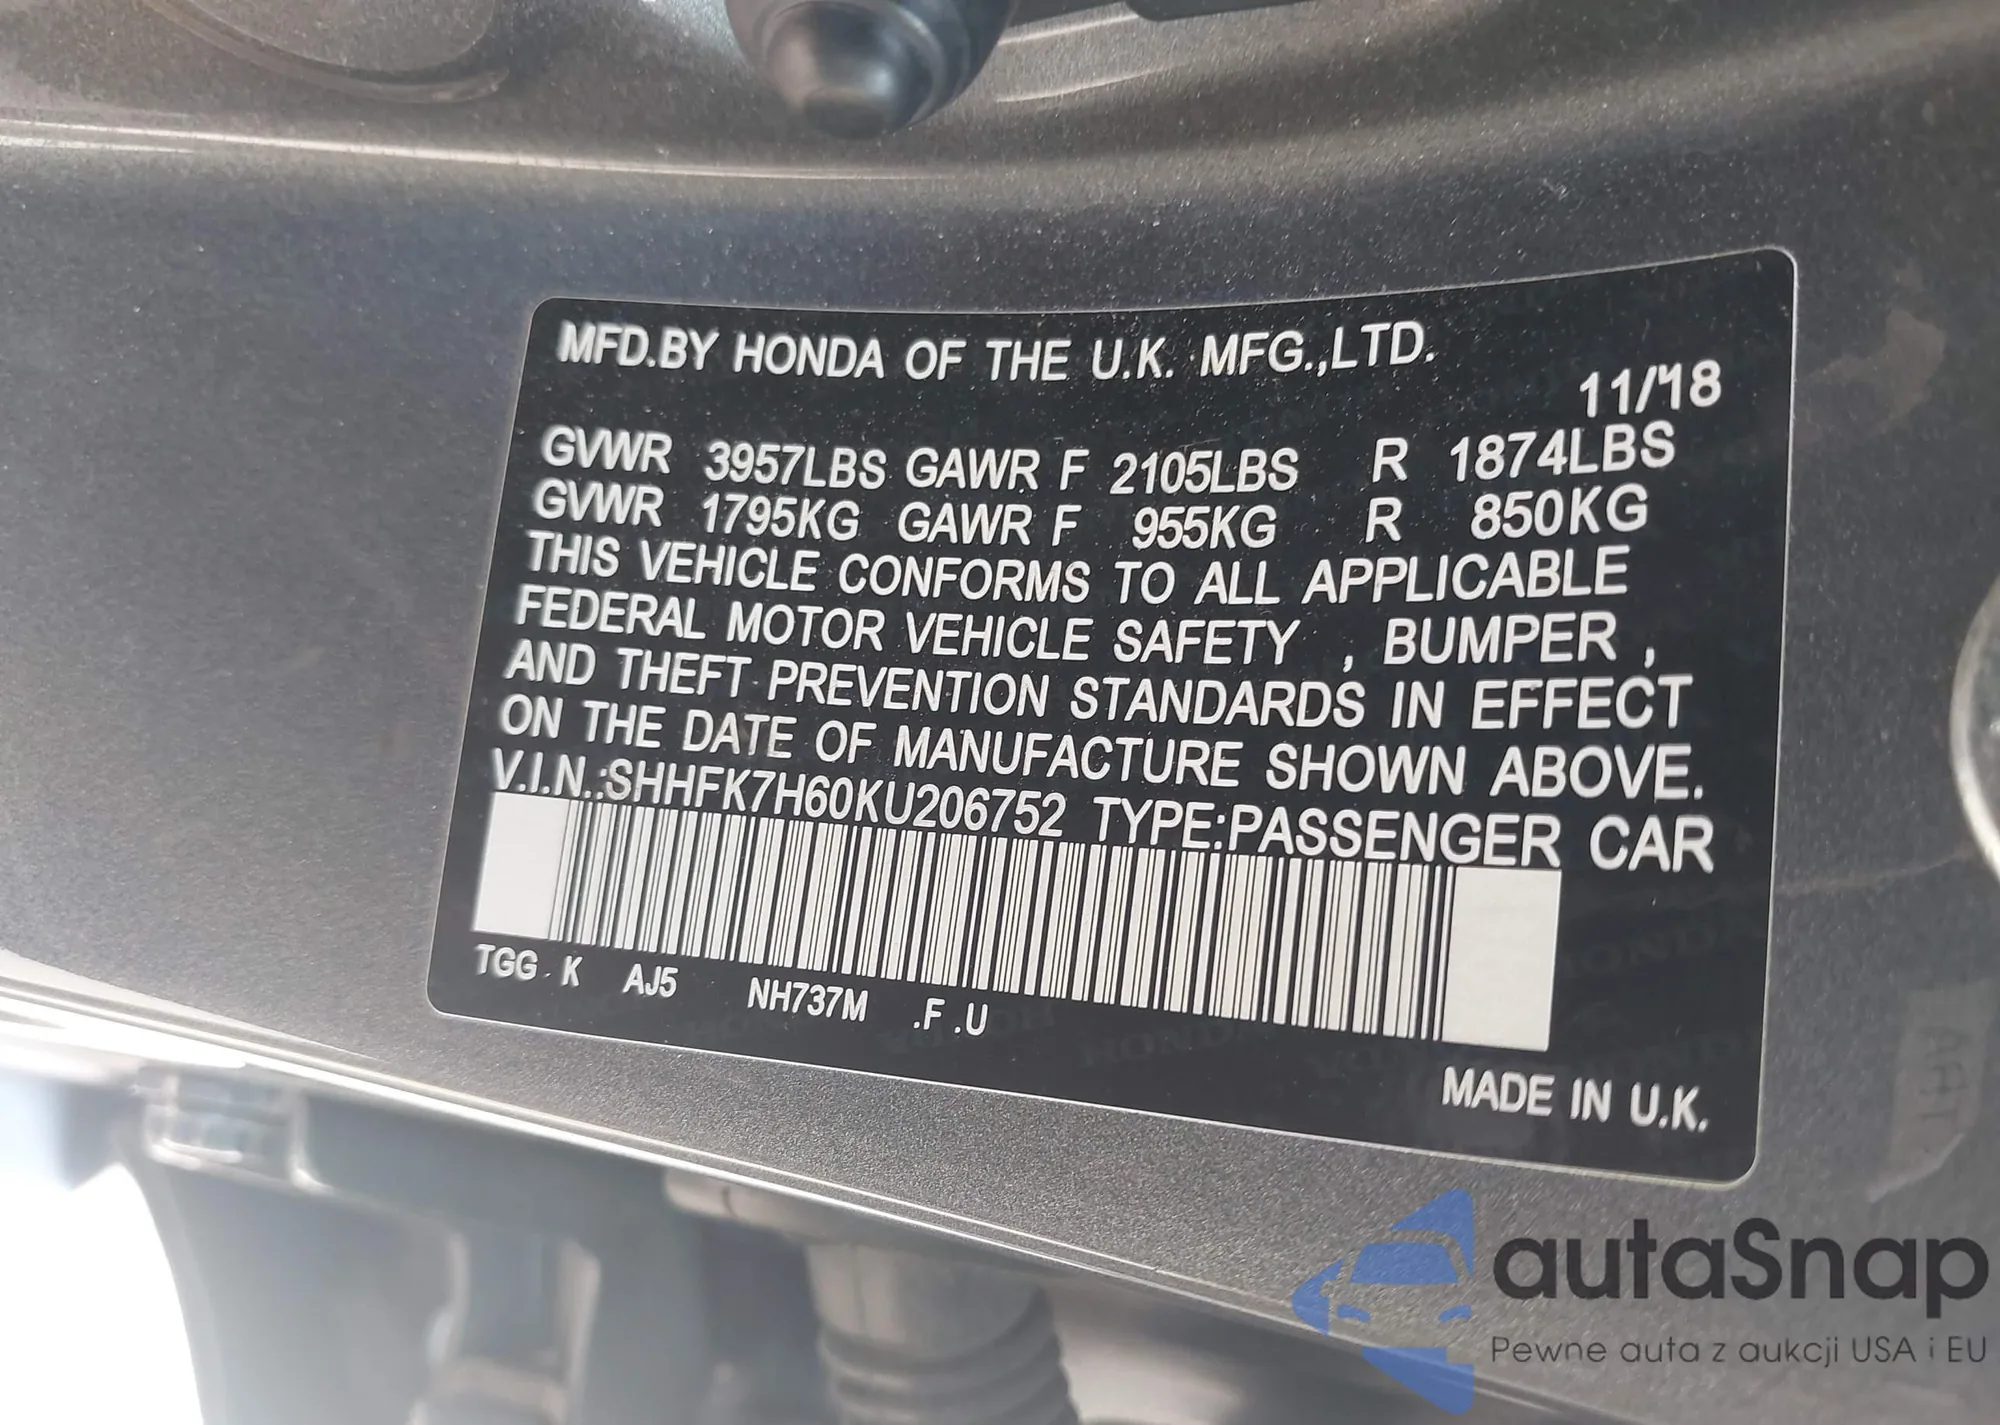 MFD.BY HONDA OF THE U.K. MFG.,LTD.
11/'18
GVWR 3957LBS GAWR F 2105LBS R 1874LBS
GVWR 1795KG GAWR F 955KG R 850KG
THIS VEHICLE CONFORMS TO ALL APPLICABLE
FEDERAL MOTOR VEHICLE SAFETY , BUMPER ,
AND THEFT PREVENTION STANDARDS IN EFFECT
ON THE DATE OF MANUFACTURE SHOWN ABOVE.
V.I.N.:SHHFK7H60KU206752 TYPE:PASSENGER CAR
TGG K AJ5 NH737M .F .U
MADE IN U.K.
autaSnap
Pewne auta z aukcji USA i EU